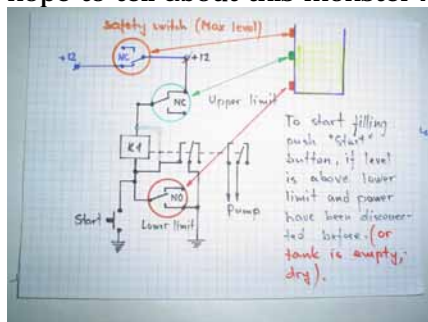 hope to tell about this monster
safety switch (Max level)
+12
NC
+12
NC
Upper limit
K1
NO
Start
Lower limit
Pump
To start filling
push "Start"
button, if level
is above lower
limit and power
have been disconec-
ted before. (or
tank is empty,
dry).